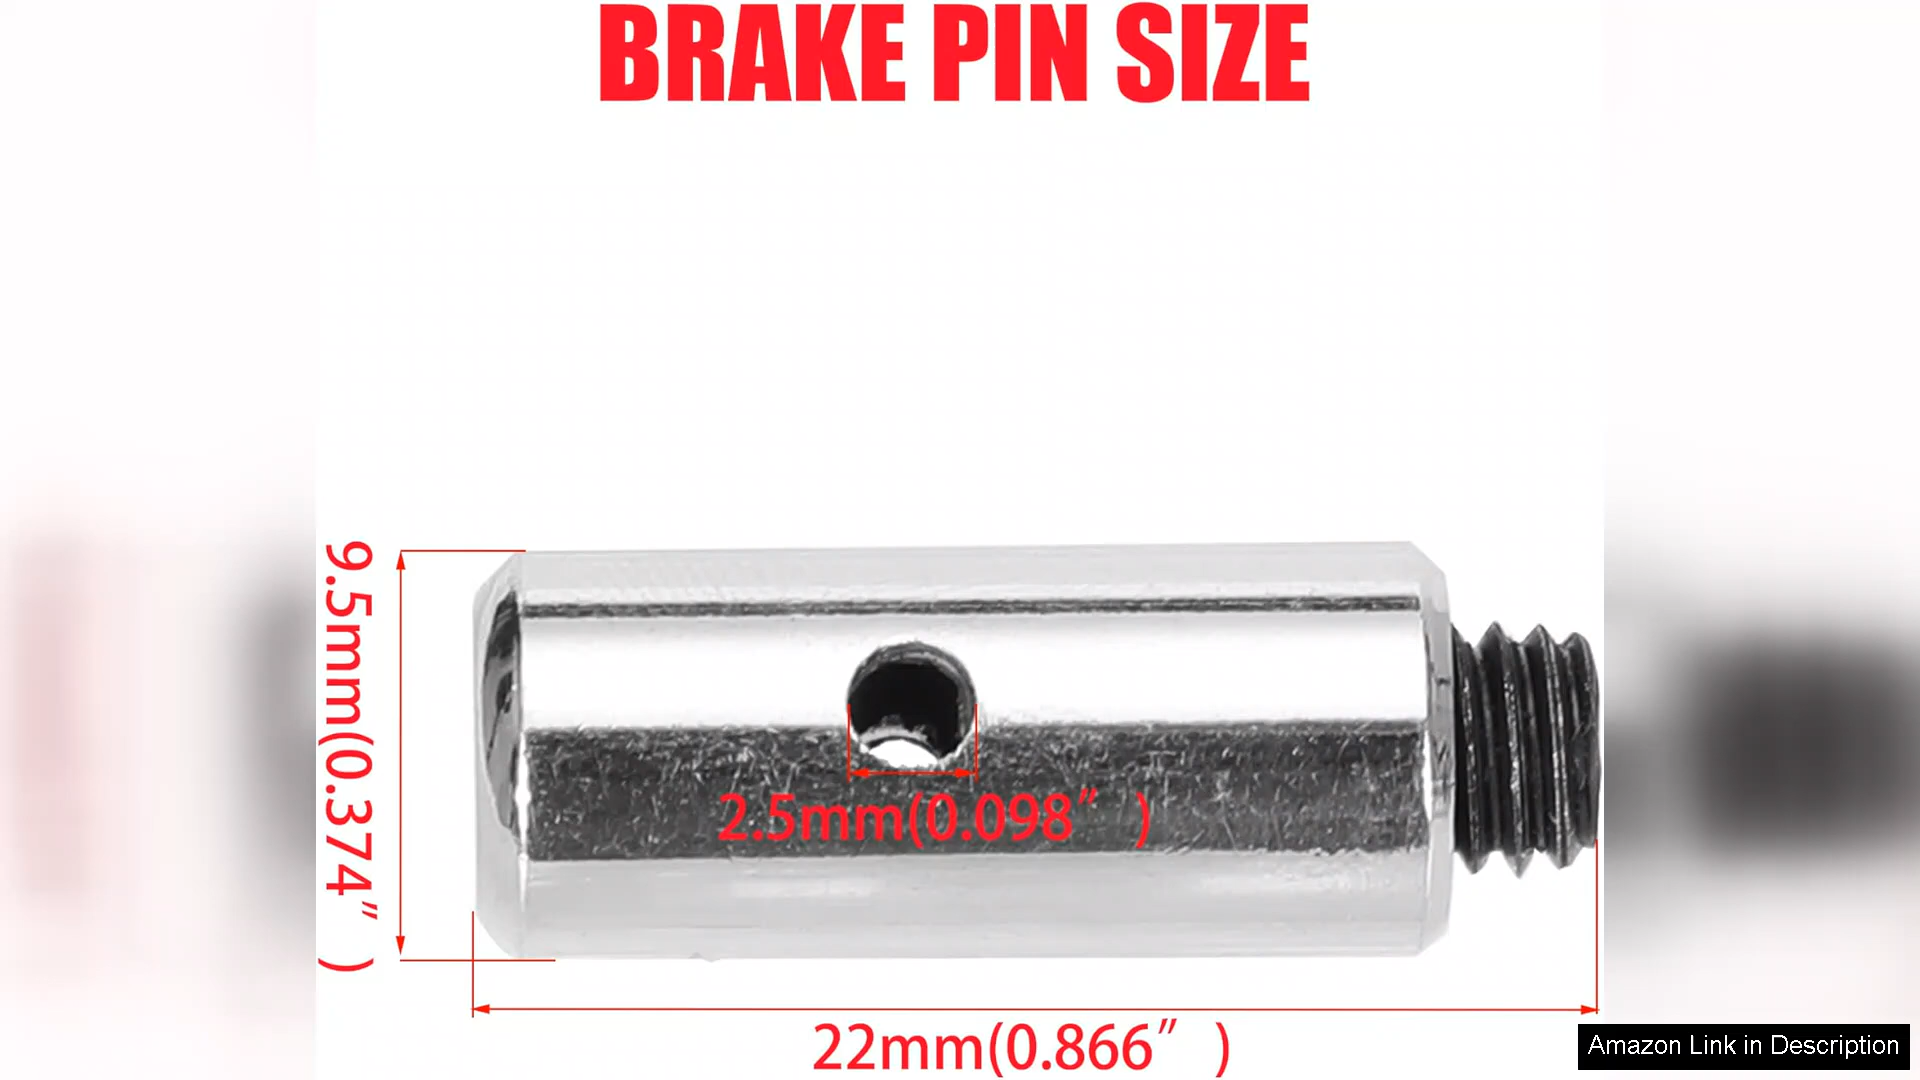 BRAKE PIN SIZE
9.5mm(0.374″ )
2.5mm(0.098″ )
22mm(0.866″ )
Amazon Link in Description